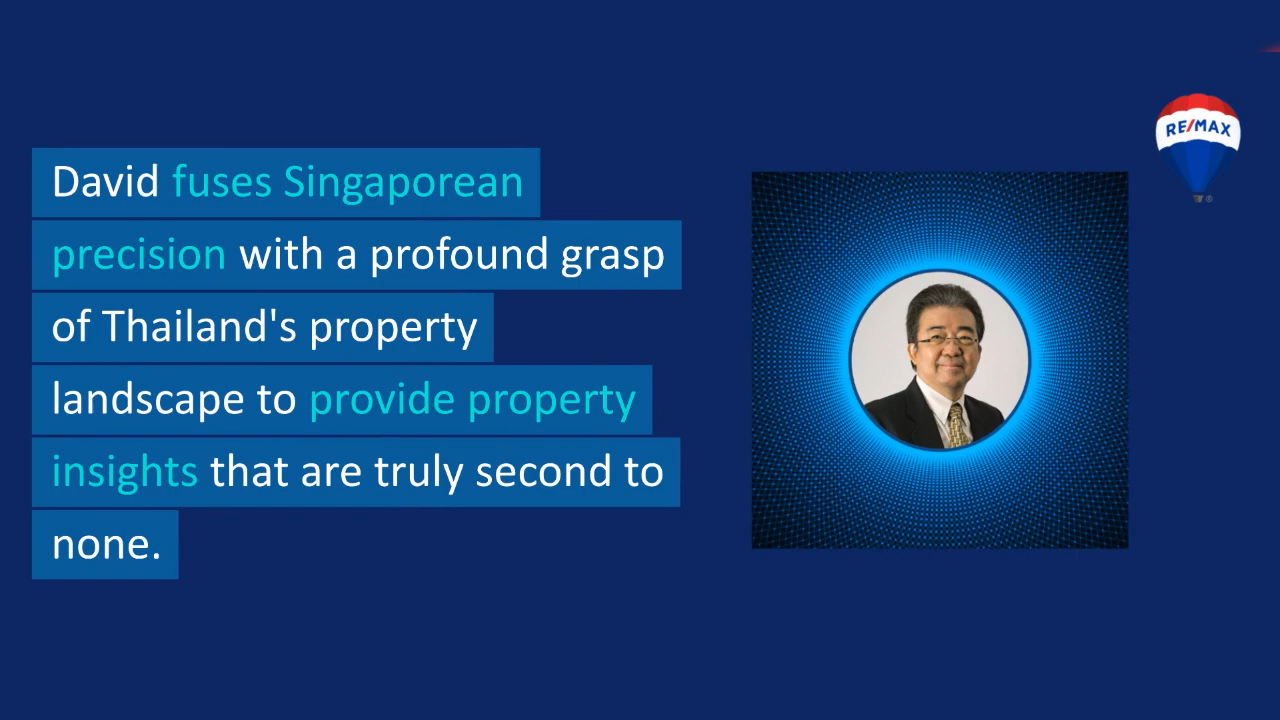 David fuses Singaporean
precision with a profound grasp
of Thailand's property
landscape to provide property
insights that are truly second to
none.
RE/MAX
®